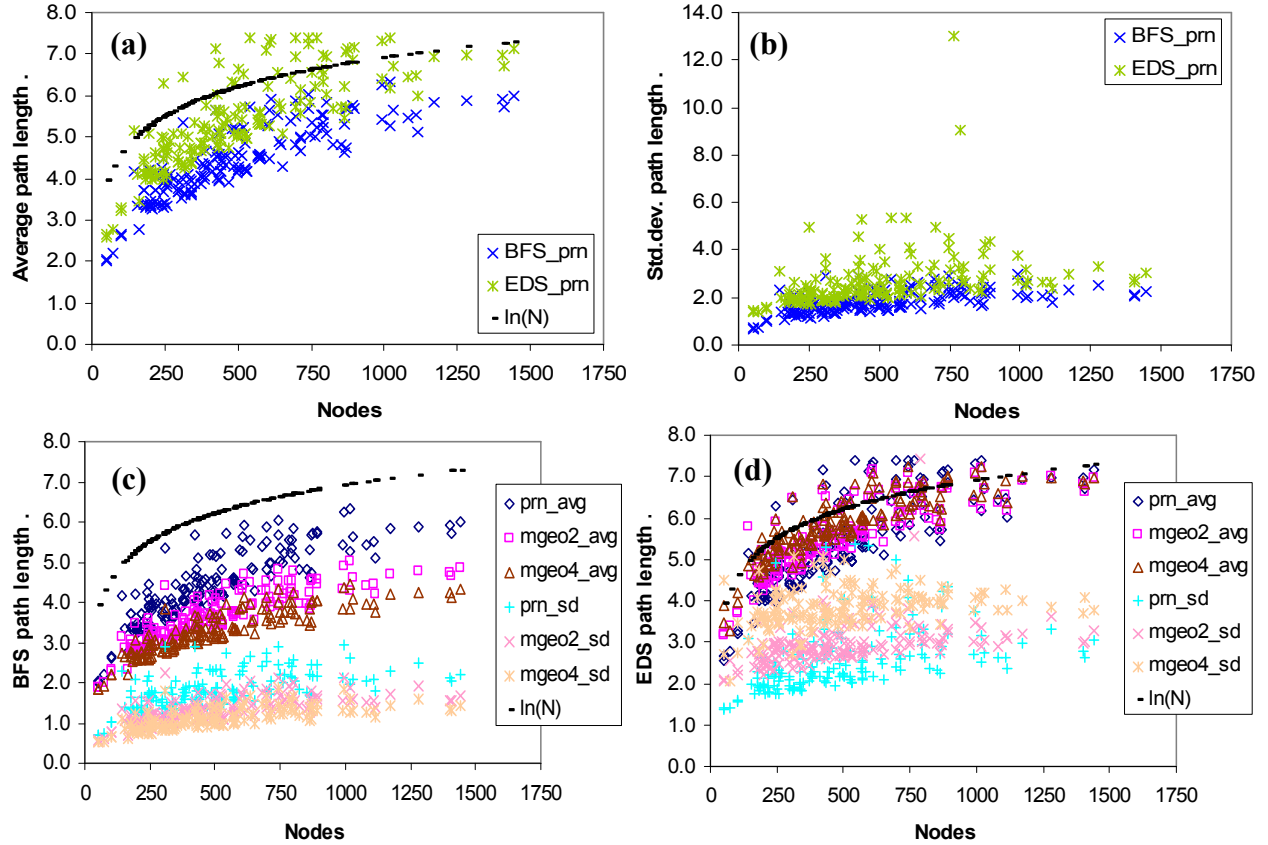 (a)
Average path length .
8.0
7.0
6.0
5.0
4.0
3.0
2.0
1.0
0.0
BFS_prn
EDS_prn
ln(N)
0 250 500 750 1000 1250 1500 1750
Nodes
(b)
Std.dev. path length .
14.0
12.0
10.0
8.0
6.0
4.0
2.0
0.0
BFS_prn
EDS_prn
0 250 500 750 1000 1250 1500 1750
Nodes
(c)
BFS path length .
8.0
7.0
6.0
5.0
4.0
3.0
2.0
1.0
0.0
prn_avg
mgeo2_avg
mgeo4_avg
prn_sd
mgeo2_sd
mgeo4_sd
ln(N)
0 250 500 750 1000 1250 1500 1750
Nodes
(d)
EDS path length .
8.0
7.0
6.0
5.0
4.0
3.0
2.0
1.0
0.0
prn_avg
mgeo2_avg
mgeo4_avg
prn_sd
mgeo2_sd
mgeo4_sd
ln(N)
0 250 500 750 1000 1250 1500 1750
Nodes